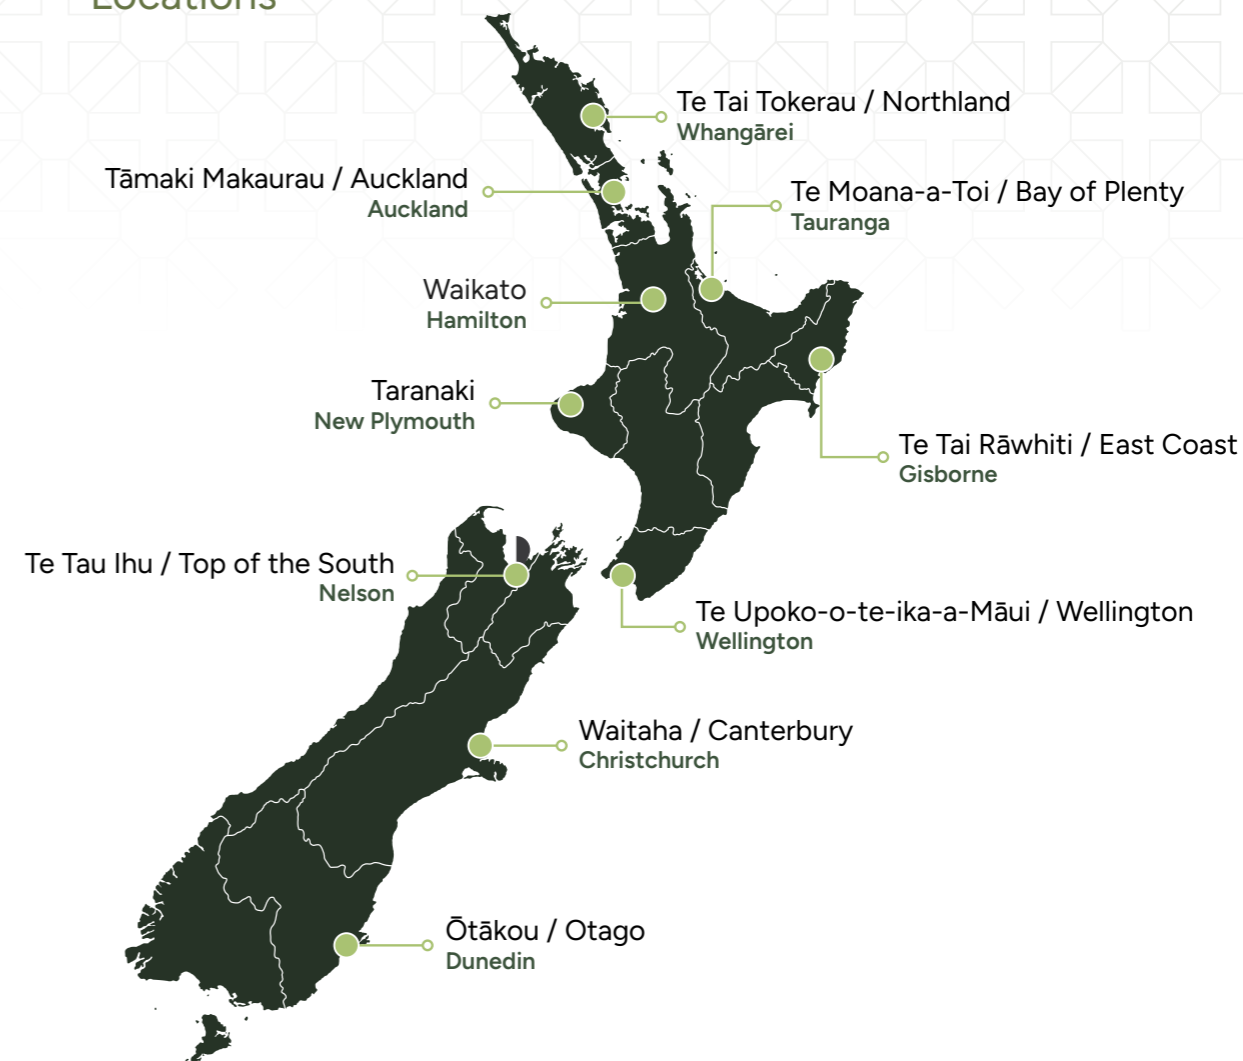 Locations
Te Tai Tokerau / Northland
Whangārei
Tāmaki Makaurau / Auckland
Auckland
Te Moana-a-Toi / Bay of Plenty
Tauranga
Waikato
Hamilton
Taranaki
New Plymouth
Te Tai Rāwhiti / East Coast
Gisborne
Te Tau Ihu / Top of the South
Nelson
Te Upoko-o-te-ika-a-Māui / Wellington
Wellington
Waitaha / Canterbury
Christchurch
Ōtākou / Otago
Dunedin